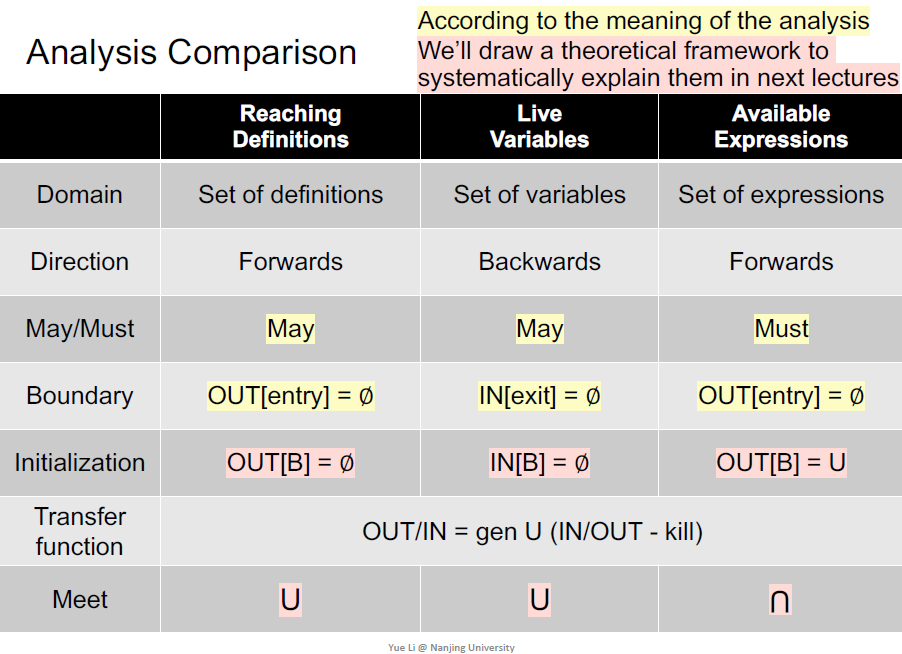 Analysis Comparison
According to the meaning of the analysis
We'll draw a theoretical framework to
systematically explain them in next lectures
Reaching
Definitions
Live
Variables
Available
Expressions
Domain
Set of definitions
Set of variables
Set of expressions
Direction
Forwards
Backwards
Forwards
May/Must
May
May
Must
Boundary
OUT[entry] = ∅
IN[exit] = ∅
OUT[entry] = ∅
Initialization
OUT[B] = ∅
IN[B] = ∅
OUT[B] = U
Transfer
function
OUT/IN = gen U (IN/OUT - kill)
Meet
U
U
∩
Yue Li @ Nanjing University